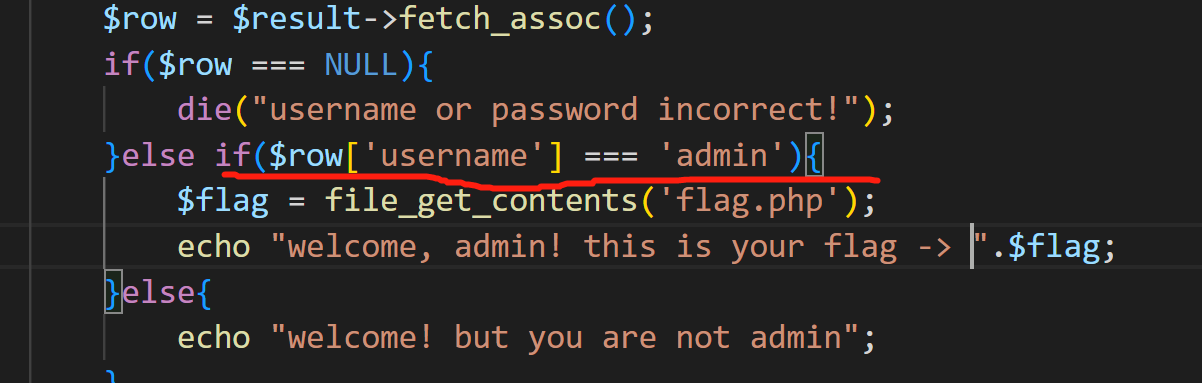 $row = $result->fetch_assoc();
if($row === NULL){
die("username or password incorrect!");
}else if($row['username'] === 'admin'){
$flag = file_get_contents('flag.php');
echo "welcome, admin! this is your flag -> ".$flag;
}else{
echo "welcome! but you are not admin";
}